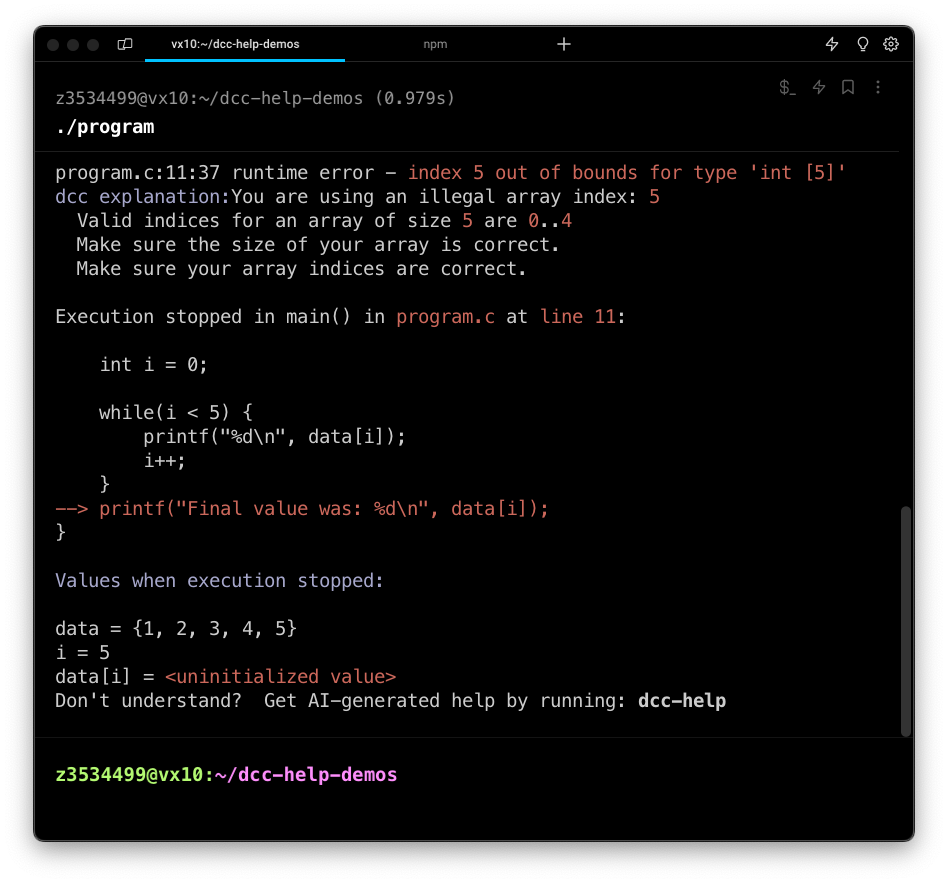 vx10:~/dcc-help-demos npm +
z3534499@vx10:~/dcc-help-demos (0.979s) $_
./program
program.c:11:37 runtime error – index 5 out of bounds for type 'int [5]'
dcc explanation:You are using an illegal array index: 5
  Valid indices for an array of size 5 are 0..4
  Make sure the size of your array is correct.
  Make sure your array indices are correct.
Execution stopped in main() in program.c at line 11:
    int i = 0;
    while(i < 5) {
        printf("%d\n", data[i]);
        i++;
    }
--> printf("Final value was: %d\n", data[i]);
}
Values when execution stopped:
data = {1, 2, 3, 4, 5}
i = 5
data[i] = <uninitialized value>
Don't understand?  Get AI-generated help by running: dcc-help
z3534499@vx10:~/dcc-help-demos